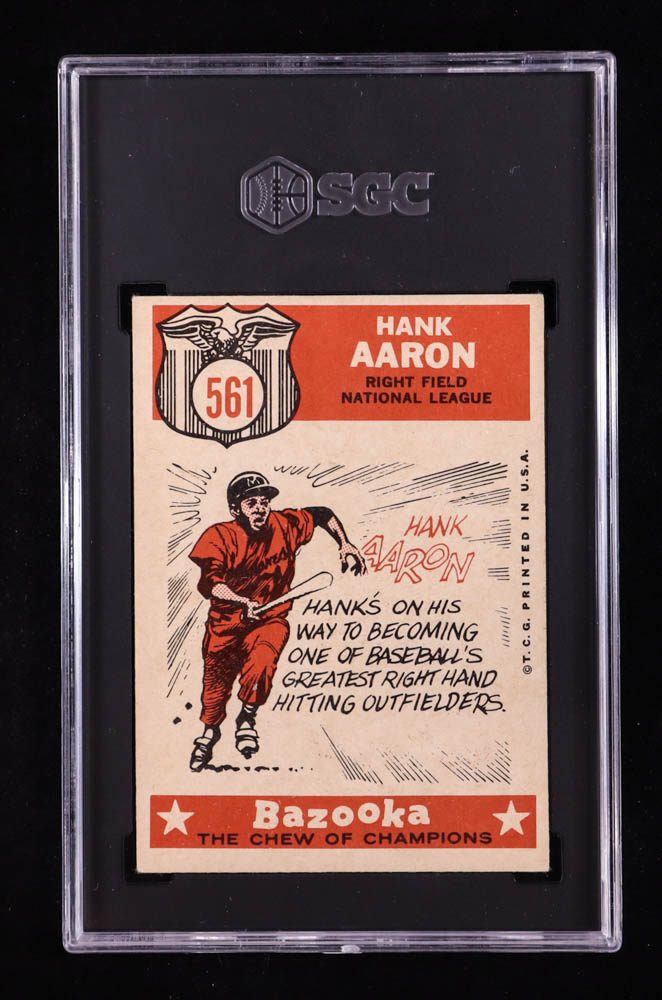 SGC
561
HANK
AARON
RIGHT FIELD
NATIONAL LEAGUE
M
HANK
AARON
HANK'S ON HIS
WAY TO BECOMING
ONE OF BASEBALL'S
GREATEST RIGHT HAND
HITTING OUTFIELDERS.
©T.C.G. PRINTED IN U.S.A.
Bazooka
THE CHEW OF CHAMPIONS